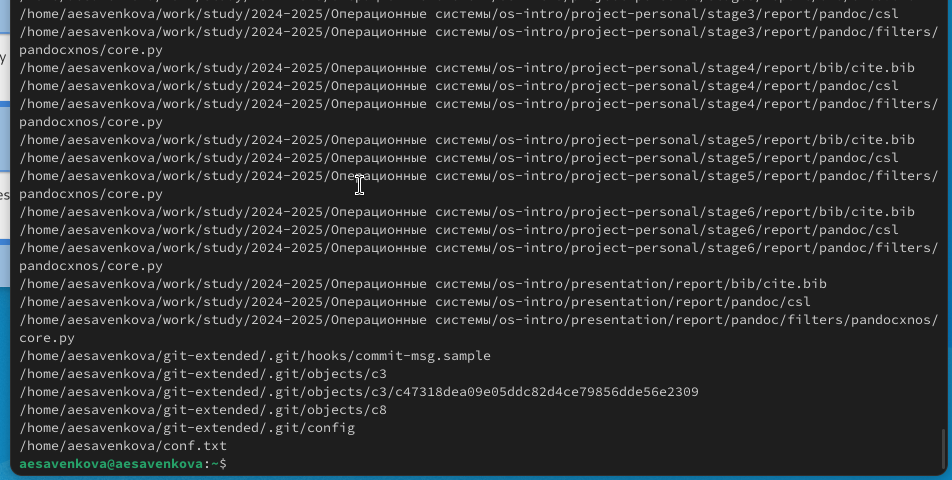 /home/aesavenkova/work/study/2024-2025/Операционные системы/os-intro/project-personal/stage3/report/pandoc/csl
/home/aesavenkova/work/study/2024-2025/Операционные системы/os-intro/project-personal/stage3/report/pandoc/filters/
pandocxnos/core.py
/home/aesavenkova/work/study/2024-2025/Операционные системы/os-intro/project-personal/stage4/report/bib/cite.bib
/home/aesavenkova/work/study/2024-2025/Операционные системы/os-intro/project-personal/stage4/report/pandoc/csl
/home/aesavenkova/work/study/2024-2025/Операционные системы/os-intro/project-personal/stage4/report/pandoc/filters/
pandocxnos/core.py
/home/aesavenkova/work/study/2024-2025/Операционные системы/os-intro/project-personal/stage5/report/bib/cite.bib
/home/aesavenkova/work/study/2024-2025/Операционные системы/os-intro/project-personal/stage5/report/pandoc/csl
/home/aesavenkova/work/study/2024-2025/Операционные системы/os-intro/project-personal/stage5/report/pandoc/filters/
pandocxnos/core.py
/home/aesavenkova/work/study/2024-2025/Операционные системы/os-intro/project-personal/stage6/report/bib/cite.bib
/home/aesavenkova/work/study/2024-2025/Операционные системы/os-intro/project-personal/stage6/report/pandoc/csl
/home/aesavenkova/work/study/2024-2025/Операционные системы/os-intro/project-personal/stage6/report/pandoc/filters/
pandocxnos/core.py
/home/aesavenkova/work/study/2024-2025/Операционные системы/os-intro/presentation/report/bib/cite.bib
/home/aesavenkova/work/study/2024-2025/Операционные системы/os-intro/presentation/report/pandoc/csl
/home/aesavenkova/work/study/2024-2025/Операционные системы/os-intro/presentation/report/pandoc/filters/pandocxnos/
core.py
/home/aesavenkova/git-extended/.git/hooks/commit-msg.sample
/home/aesavenkova/git-extended/.git/objects/c3
/home/aesavenkova/git-extended/.git/objects/c3/c47318dea09e05ddc82d4ce79856dde56e2309
/home/aesavenkova/git-extended/.git/objects/c8
/home/aesavenkova/git-extended/.git/config
/home/aesavenkova/conf.txt
aesavenkova@aesavenkova:~$